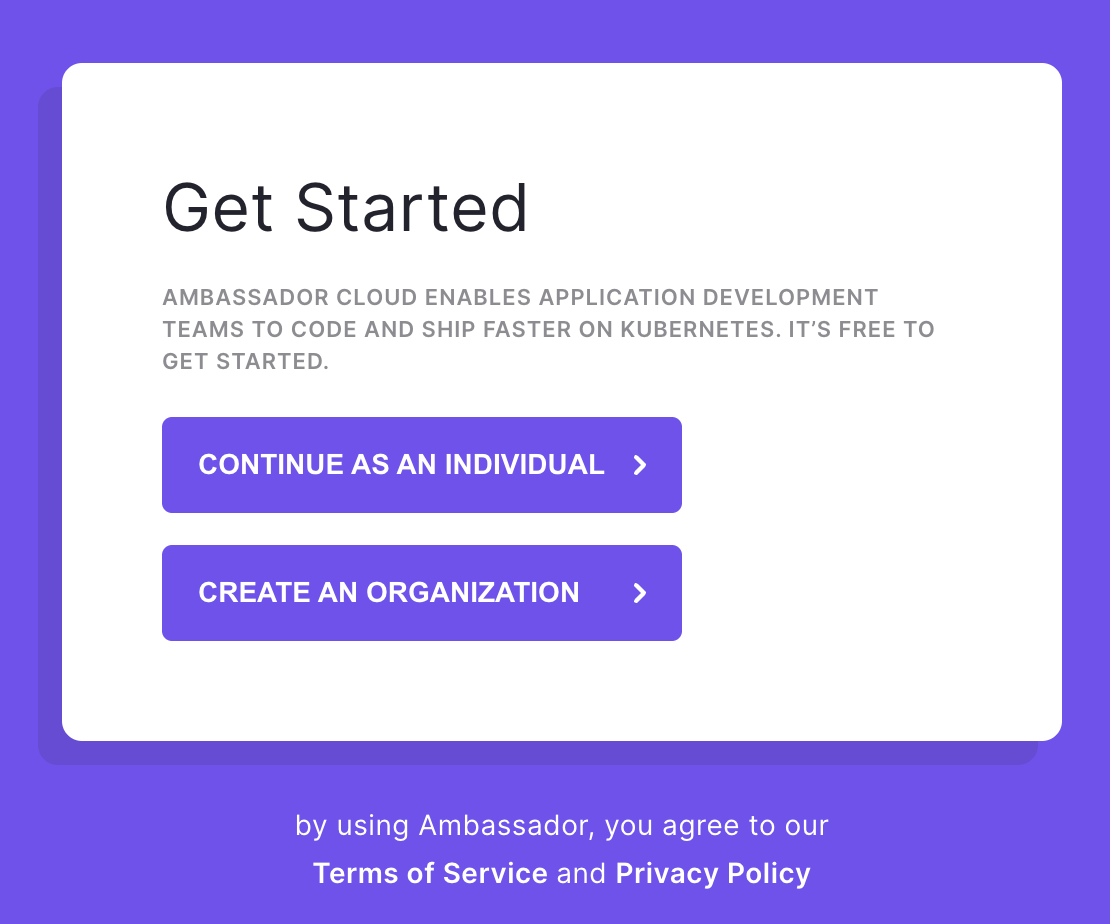 Get Started
AMBASSADOR CLOUD ENABLES APPLICATION DEVELOPMENT
TEAMS TO CODE AND SHIP FASTER ON KUBERNETES. IT’S FREE TO
GET STARTED.
CONTINUE AS AN INDIVIDUAL
CREATE AN ORGANIZATION
by using Ambassador, you agree to our
Terms of Service and Privacy Policy